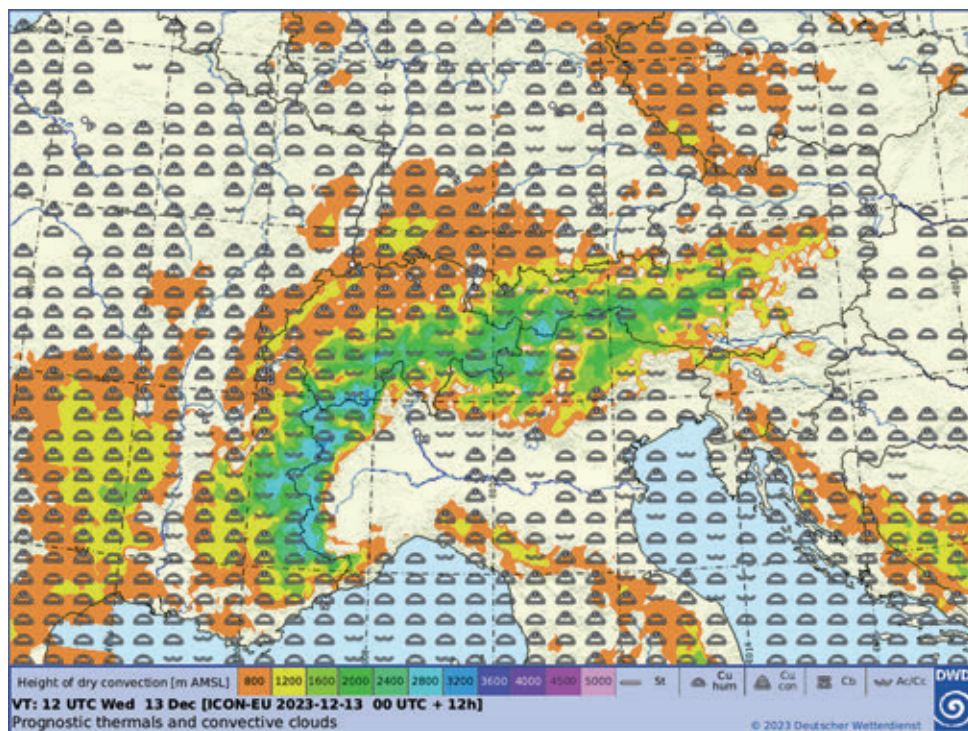 Height of dry convection [m AMSL] 800 1200 1600 2000 2400 2800 3200 3600 4000 4500 5000 St Cu hum Cu con Cb Ac/Cc
DWD
VT: 12 UTC Wed 13 Dec [ICON-EU 2023-12-13 00 UTC + 12h]
Prognostic thermals and convective clouds
© 2023 Deutscher Wetterdienst